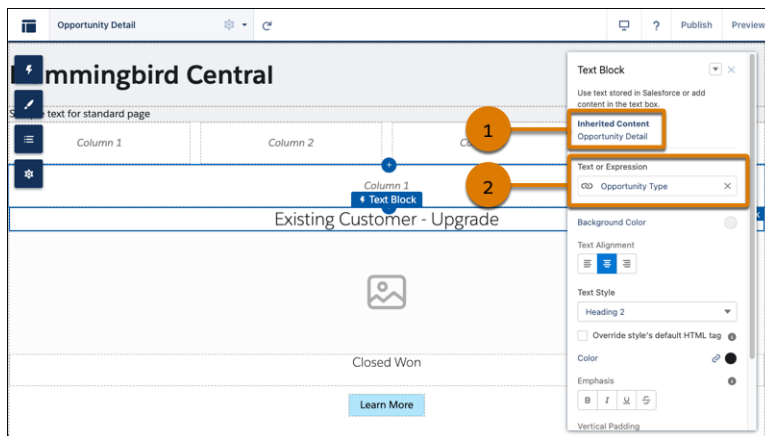 Opportunity Detail
?
Publish
Preview
mmingbird Central
text for standard page
Column 1
Column 2
Column 1
Text Block
Existing Customer - Upgrade
Closed Won
Learn More
Text Block
Use text stored in Salesforce or add
content in the text box.
1
Inherited Content
Opportunity Detail
2
Text or Expression
Opportunity Type
Background Color
Text Alignment
Text Style
Heading 2
Override style's default HTML tag
Color
Emphasis
B I U S
Vertical Padding